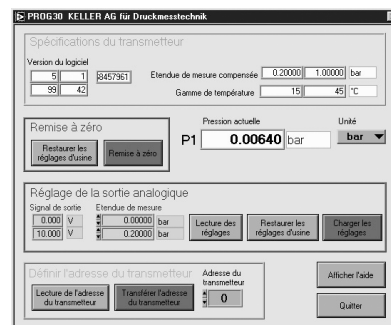 PROG30 KELLER AG für Druckmesstechnik
Spécifications du transmetteur
Version du logiciel
5 1 8457961
99 42
Etendue de mesure compensée 0.20000 1.00000 bar
Gamme de température 15 45 °C
Remise à zéro
Restaurer les réglages d'usine
Remise à zéro
Pression actuelle
P1 0.00640 bar
Unité
bar
Réglage de la sortie analogique
Signal de sortie Etendue de mesure
0.000 V 0.00000 bar
10.000 V 0.20000 bar
Lecture des réglages
Restaurer les réglages d'usine
Charger les réglages
Définir l'adresse du transmetteur
Lecture de l'adresse du transmetteur
Transférer l'adresse du transmetteur
Adresse du transmetteur
0
Afficher l'aide
Quitter